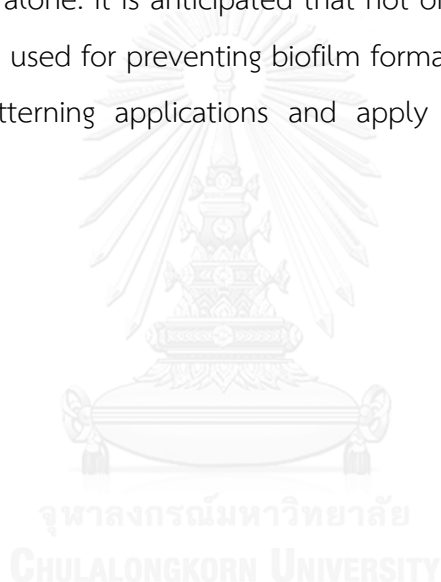 alone. It is anticipated that not o
used for preventing biofilm forma
tterning applications and apply
จุฬาลงกรณ์มหาวิทยาลัย
CHULALONGKORN UNIVERSITY